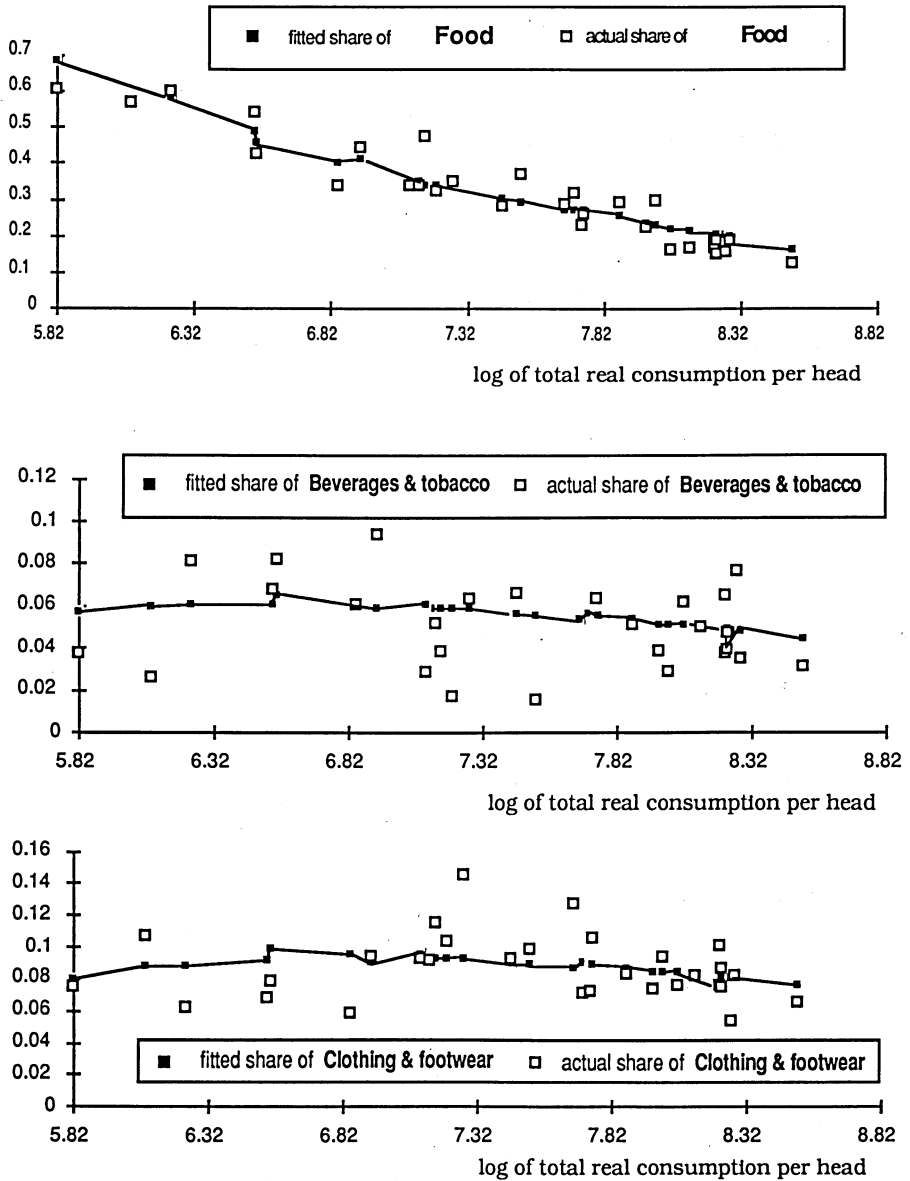 fitted share of Food actual share of Food
0.7
0.6
0.5
0.4
0.3
0.2
0.1
0
5.82 6.32 6.82 7.32 7.82 8.32 8.82
log of total real consumption per head
fitted share of Beverages & tobacco actual share of Beverages & tobacco
0.12
0.1
0.08
0.06
0.04
0.02
0
5.82 6.32 6.82 7.32 7.82 8.32 8.82
log of total real consumption per head
0.16
0.14
0.12
0.1
0.08
0.06
0.04
0.02
0
fitted share of Clothing & footwear actual share of Clothing & footwear
5.82 6.32 6.82 7.32 7.82 8.32 8.82
log of total real consumption per head